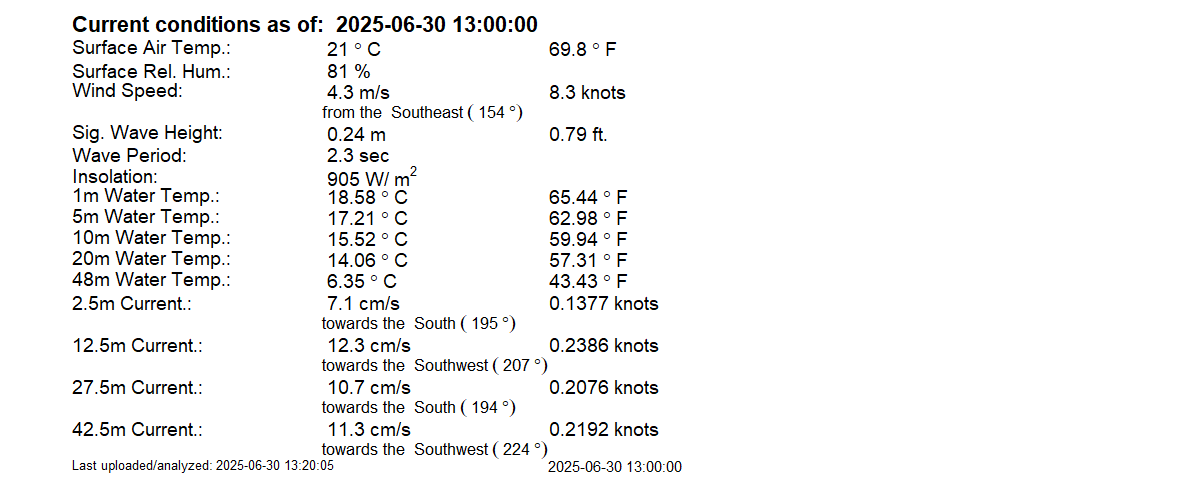 Current conditions as of: 2025-06-30 13:00:00
Surface Air Temp.: 21 ° C 69.8 ° F
Surface Rel. Hum.: 81 %
Wind Speed: 4.3 m/s 8.3 knots
from the Southeast ( 154 °)
Sig. Wave Height: 0.24 m 0.79 ft.
Wave Period: 2.3 sec
Insolation: 905 W/ m²
1m Water Temp.: 18.58 ° C 65.44 ° F
5m Water Temp.: 17.21 ° C 62.98 ° F
10m Water Temp.: 15.52 ° C 59.94 ° F
20m Water Temp.: 14.06 ° C 57.31 ° F
48m Water Temp.: 6.35 ° C 43.43 ° F
2.5m Current.: 7.1 cm/s 0.1377 knots
towards the South ( 195 °)
12.5m Current.: 12.3 cm/s 0.2386 knots
towards the Southwest ( 207 °)
27.5m Current.: 10.7 cm/s 0.2076 knots
towards the South ( 194 °)
42.5m Current.: 11.3 cm/s 0.2192 knots
towards the Southwest ( 224 °)
Last uploaded/analyzed: 2025-06-30 13:20:05 2025-06-30 13:00:00